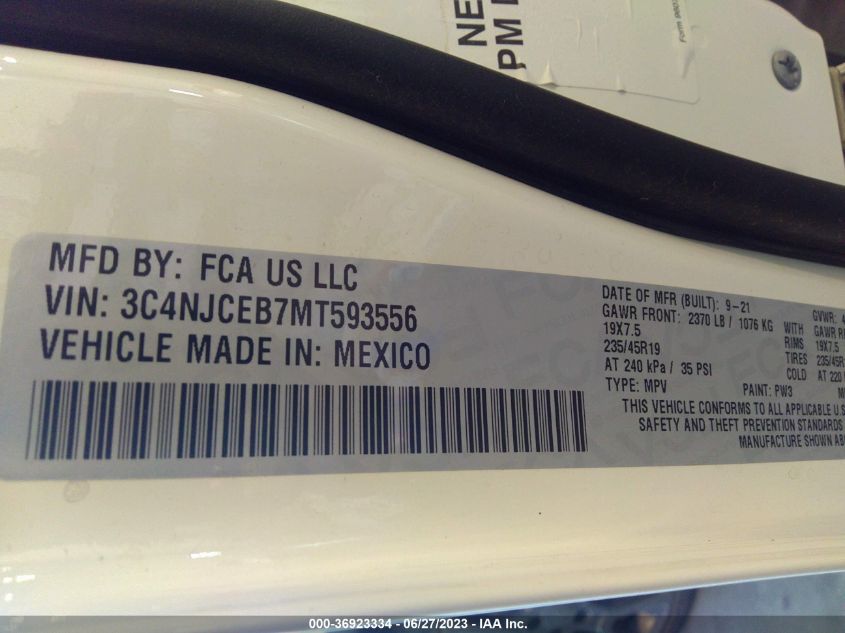 NE
PM
Form 980
MFD BY: FCA US LLC
VIN: 3C4NJCEB7MT593556
VEHICLE MADE IN: MEXICO
DATE OF MFR (BUILT): 9-21 GVWR: 4
GAWR FRONT: 2370 LB / 1076 KG WITH GAWR R
19X7.5 RIMS 19X7.5
235/45R19 TIRES 235/45R
AT 240 kPa / 35 PSI COLD AT 220
TYPE: MPV PAINT: PW3 M
THIS VEHICLE CONFORMS TO ALL APPLICABLE U.S
SAFETY AND THEFT PREVENTION STANDARDS
MANUFACTURE SHOWN AB
000-36923334 - 06/27/2023 - IAA Inc.